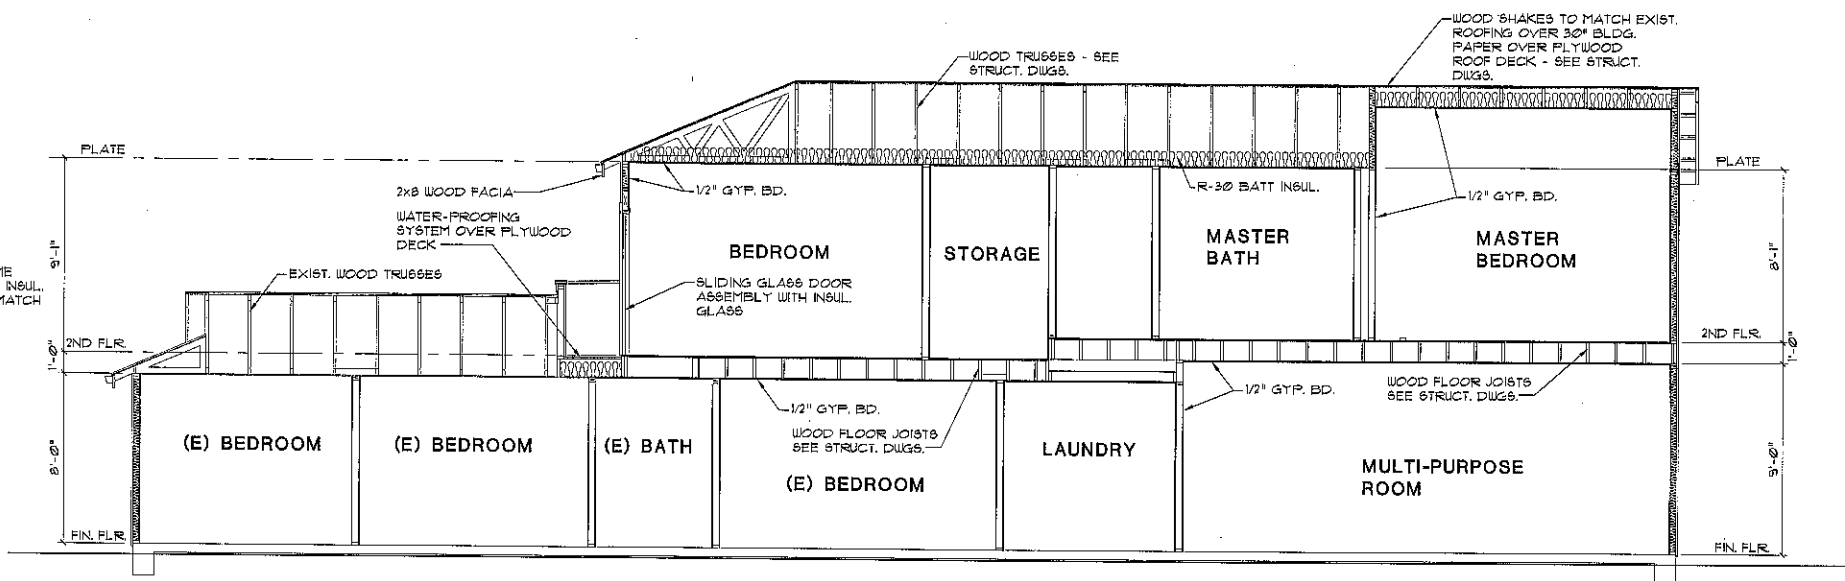 WOOD SHAKES TO MATCH EXIST.
ROOFING OVER 30# BLDG.
PAPER OVER PLYWOOD
ROOF DECK - SEE STRUCT.
DWGS.
WOOD TRUSSES - SEE
STRUCT. DWGS.
PLATE
PLATE
2x8 WOOD FACIA
1/2" GYP. BD.
R-30 BATT INSUL.
1/2" GYP. BD.
WATER-PROOFING
SYSTEM OVER PLYWOOD
DECK
BEDROOM
STORAGE
MASTER
BATH
MASTER
BEDROOM
9'-1"
8'-1"
INSUL.
MATCH
EXIST. WOOD TRUSSES
SLIDING GLASS DOOR
ASSEMBLY WITH INSUL.
GLASS
2ND FLR.
2ND FLR.
1'-0"
1'-0"
1/2" GYP. BD.
1/2" GYP. BD.
WOOD FLOOR JOISTS
SEE STRUCT. DWGS.
WOOD FLOOR JOISTS
SEE STRUCT. DWGS.
(E) BEDROOM
(E) BEDROOM
(E) BATH
(E) BEDROOM
LAUNDRY
MULTI-PURPOSE
ROOM
8'-0"
9'-0"
FIN. FLR.
FIN. FLR.